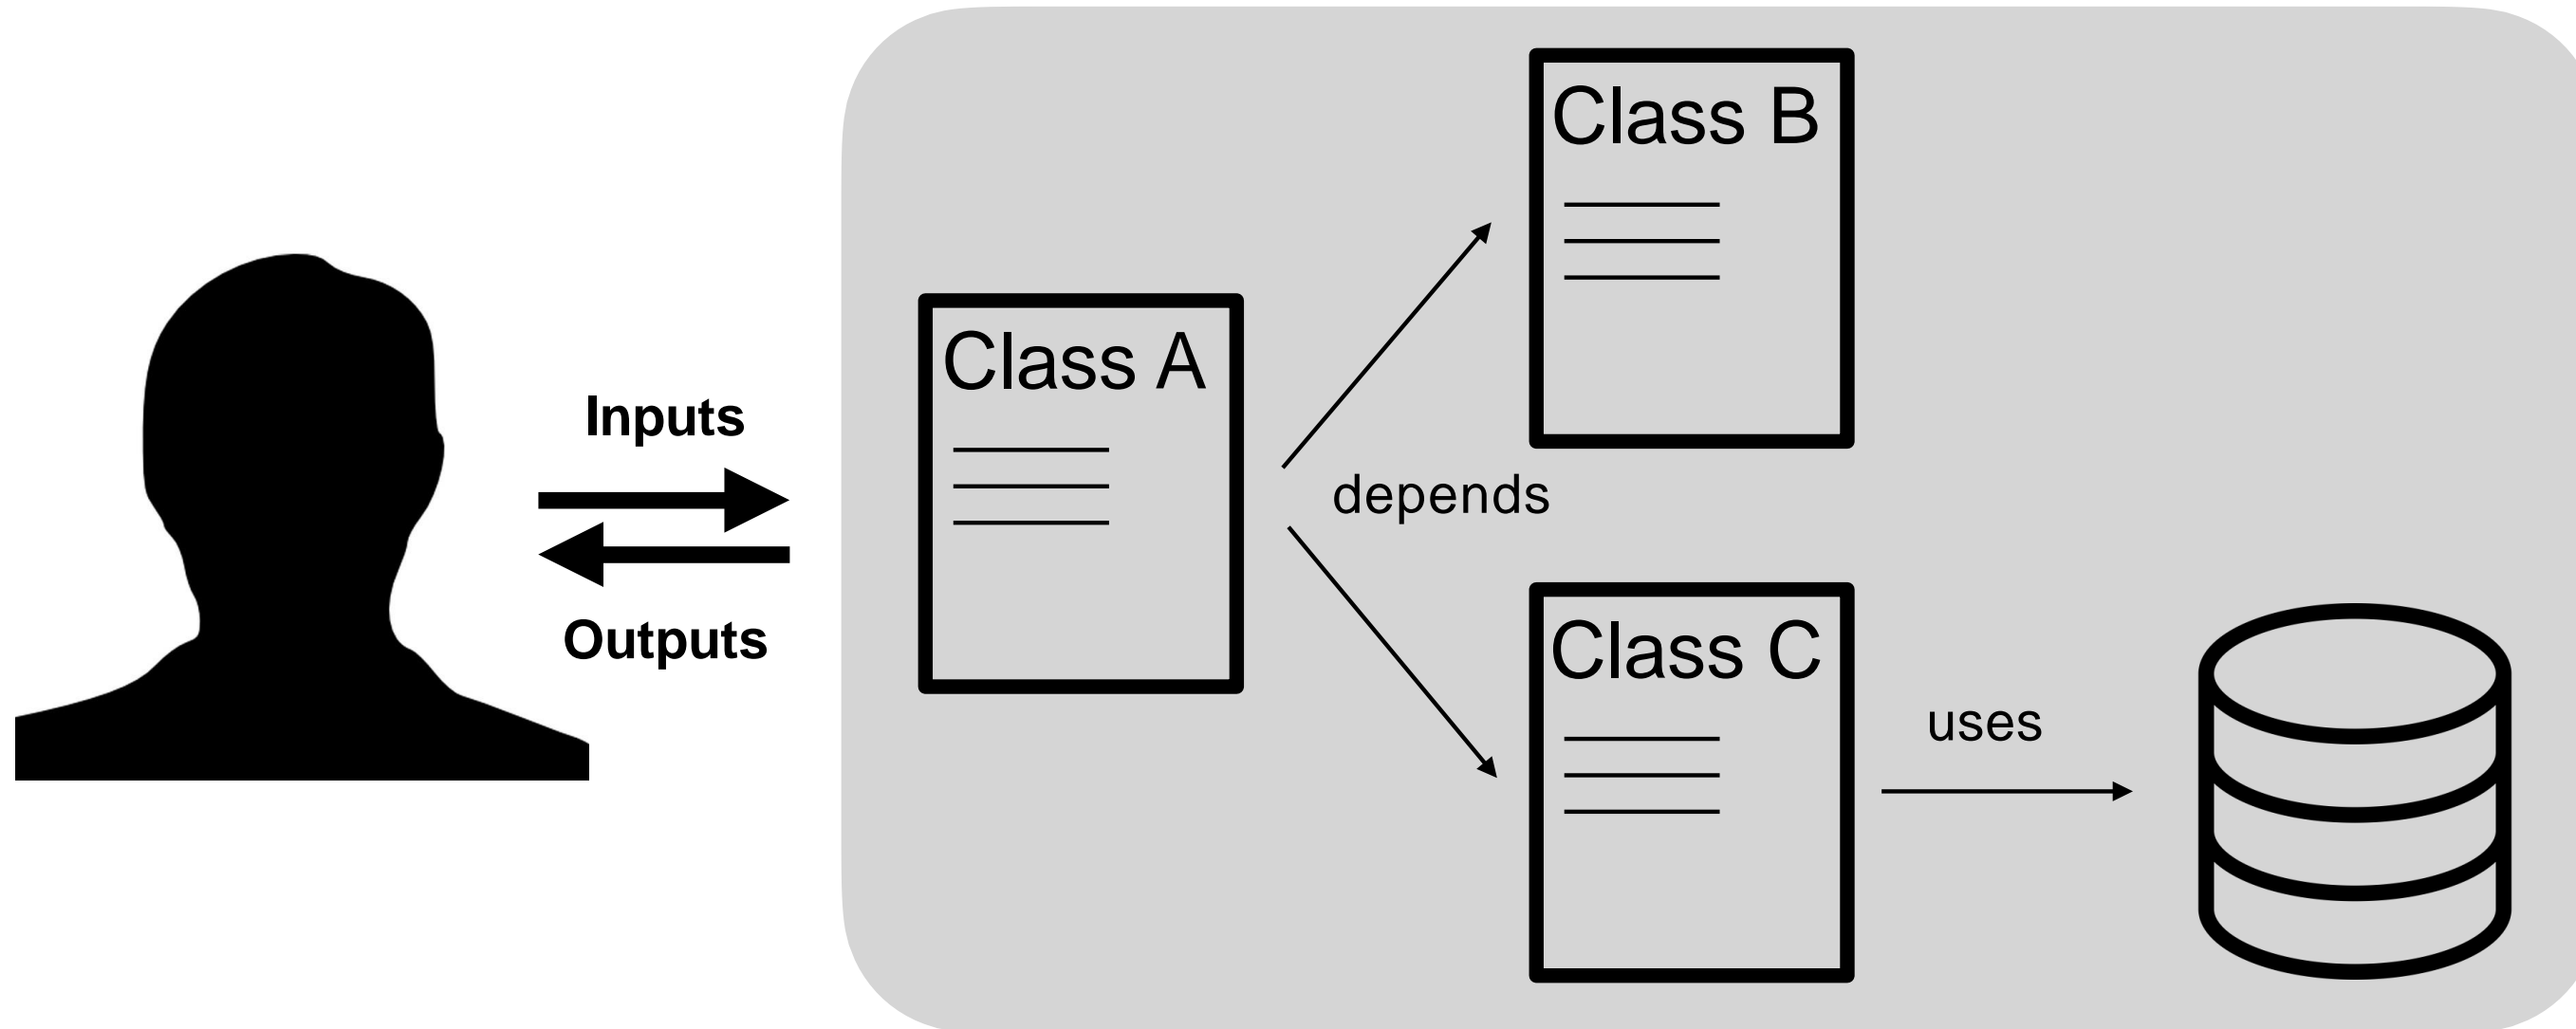 Inputs
Outputs
Class A
depends
Class B
Class C
uses